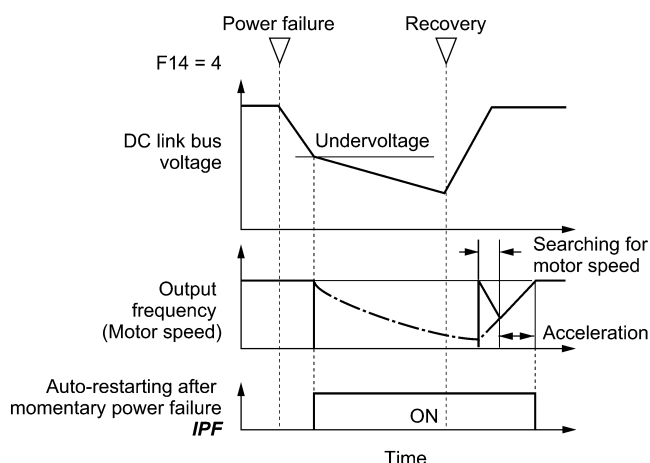 Power failure
Recovery
F14 = 4
DC link bus
voltage
Undervoltage
Searching for
motor speed
Output
frequency
(Motor speed)
Acceleration
Auto-restarting after
momentary power failure
IPF
ON
Time